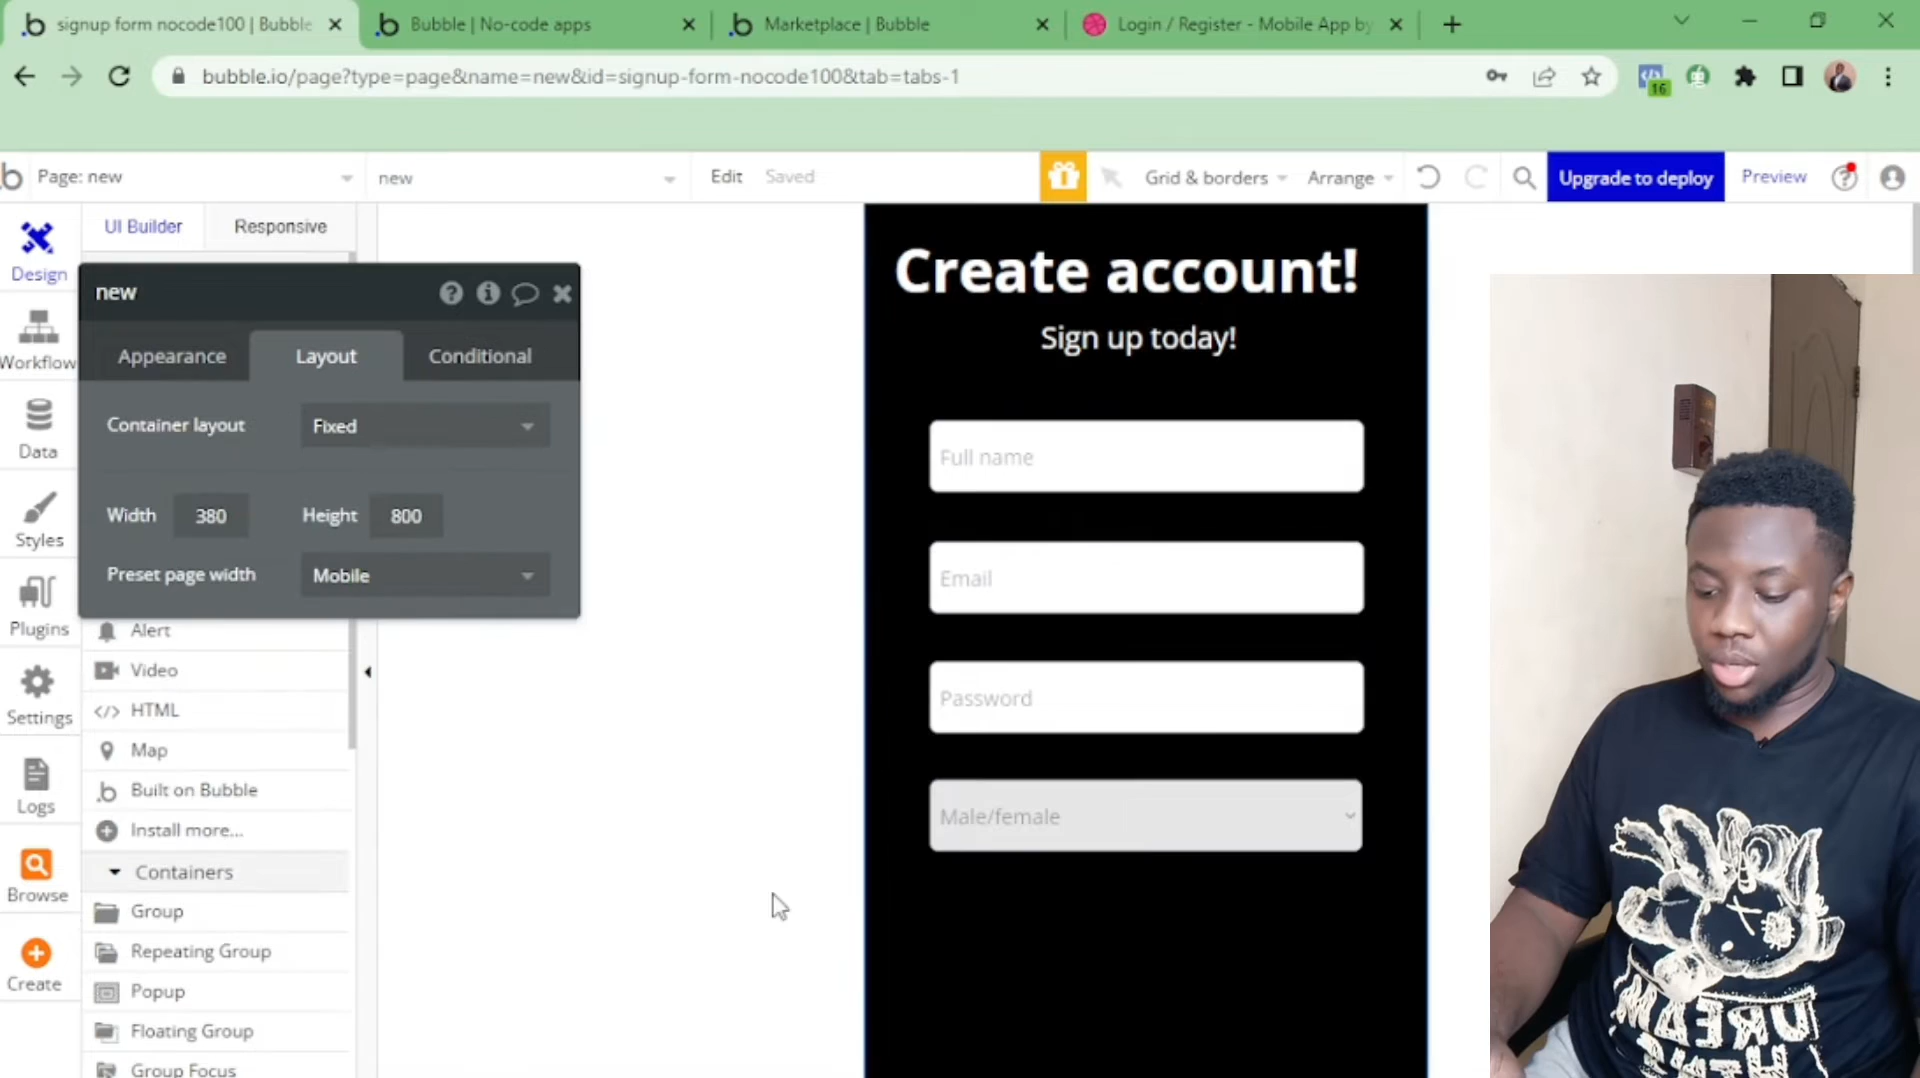 signup form nocode100 | Bubble
Bubble | No-code apps
Marketplace | Bubble
Login / Register - Mobile App by
bubble.io/page?type=page&name=new&id=signup-form-nocode100&tab=tabs-1
16
Page: new
new
Edit
Saved
Grid & borders
Arrange
Upgrade to deploy
Preview
UI Builder
Responsive
Design
Workflow
Data
Styles
Plugins
Settings
Logs
Browse
Create
new
Appearance
Layout
Conditional
Container layout
Fixed
Width
380
Height
800
Preset page width
Mobile
Alert
Video
HTML
Map
Built on Bubble
Install more...
Containers
Group
Repeating Group
Popup
Floating Group
Group Focus
Create account!
Sign up today!
Full name
Email
Password
Male/female